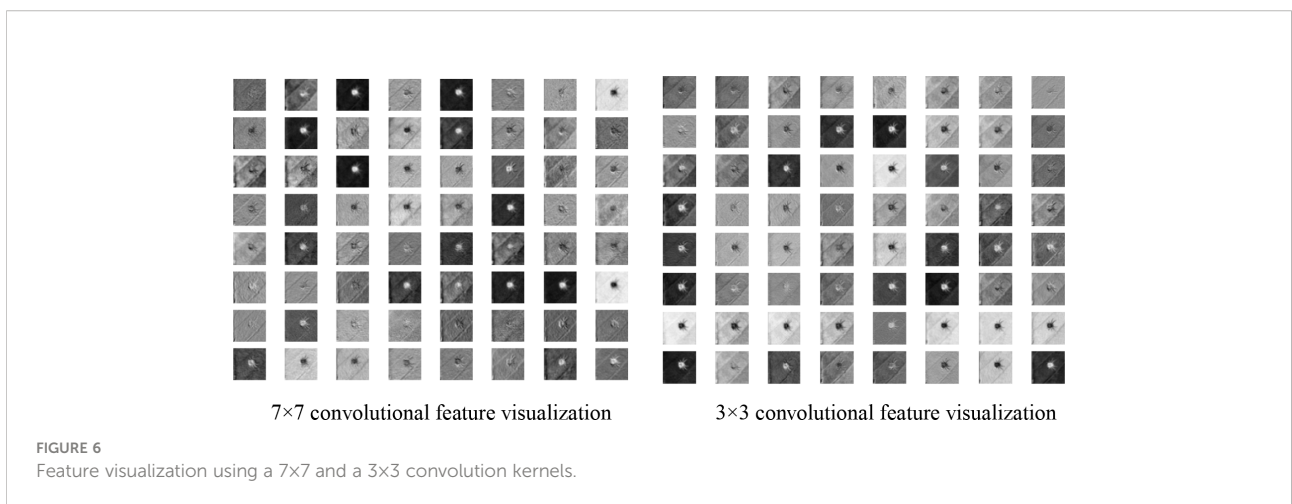 7×7 convolutional feature visualization
3×3 convolutional feature visualization
FIGURE 6
Feature visualization using a 7×7 and a 3×3 convolution kernels.